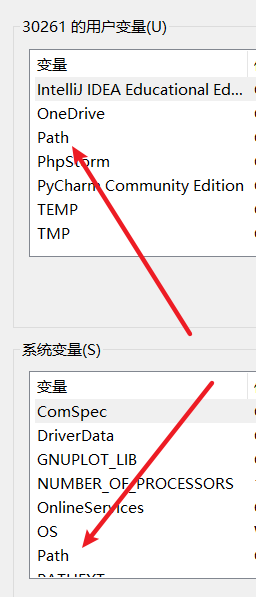 30261 的用户变量(U)
变量
IntelliJ IDEA Educational Ed...
OneDrive
Path
PhpStorm
PyCharm Community Edition
TEMP
TMP
系统变量(S)
变量
ComSpec
DriverData
GNUPLOT_LIB
NUMBER_OF_PROCESSORS
OnlineServices
OS
Path
PATHEXT